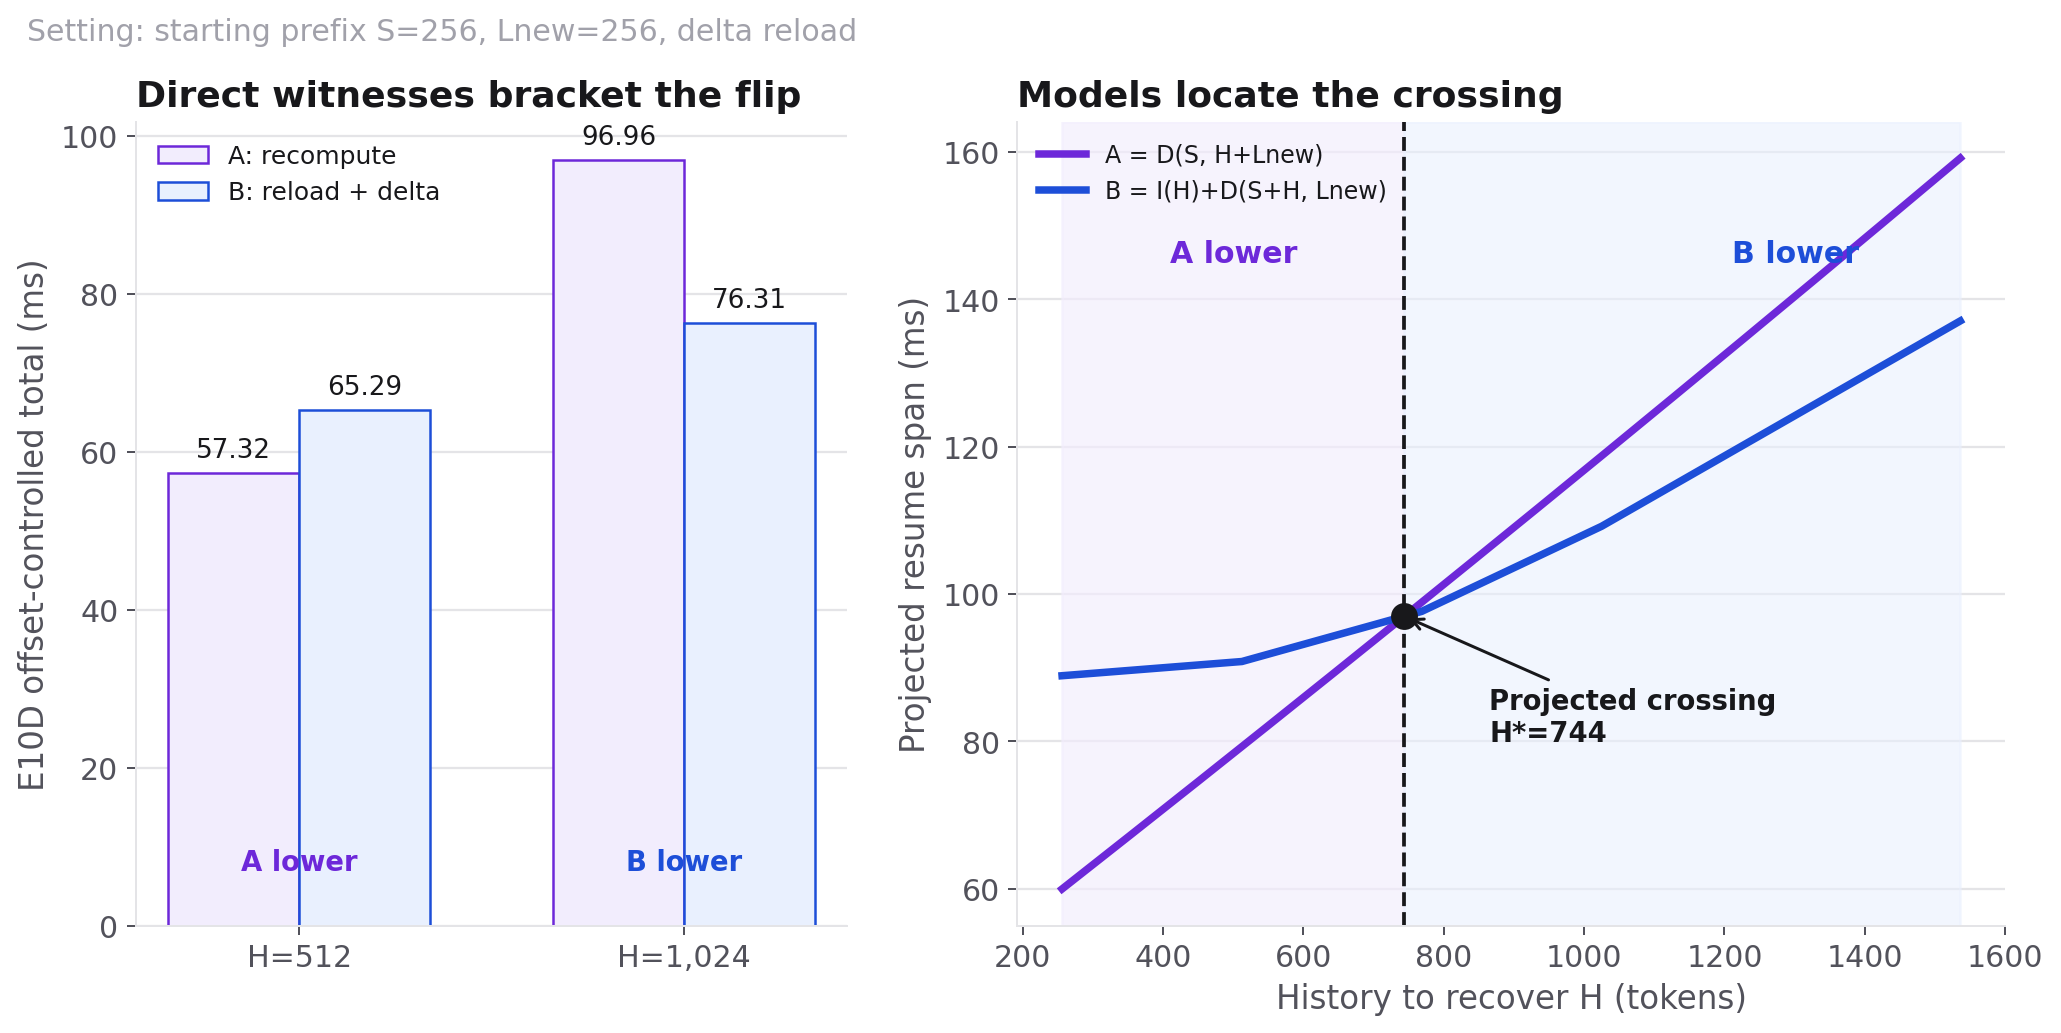 Setting: starting prefix S=256, Lnew=256, delta reload
Direct witnesses bracket the flip
E10D offset-controlled total (ms)
100
80
60
40
20
0
A: recompute
B: reload + delta
57.32
65.29
96.96
76.31
A lower
B lower
H=512
H=1,024
Models locate the crossing
Projected resume span (ms)
160
140
120
100
80
60
A = D(S, H+Lnew)
B = I(H)+D(S+H, Lnew)
A lower
B lower
Projected crossing
H*=744
200
400
600
800
1000
1200
1400
1600
History to recover H (tokens)